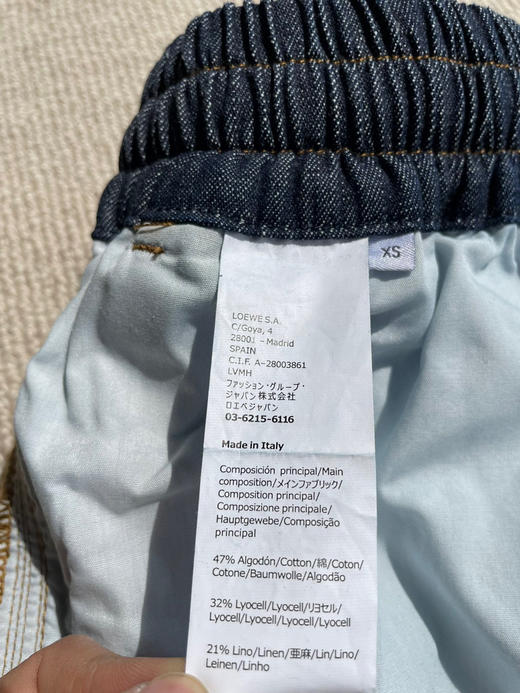 XS
LOEWE S.A.
C/Goya, 4
28001 - Madrid
SPAIN
C.I.F. A-28003861
LVMH
ファッション・グループ・
ジャパン株式会社
ロエベジャパン
03-6215-6116
Made in Italy
Composición principal/Main
composition/メインファブリック/
Composition principal/
Composizione principale/
Hauptgewebe/Composição
principal
47% Algodón/Cotton/綿/Coton/
Cotone/Baumwolle/Algodão
32% Lyocell/Lyocell/リヨセル/
Lyocell/Lyocell/Lyocell/Lyocell
21% Lino/Linen/亜麻/Lin/Lino/
Leinen/Linho